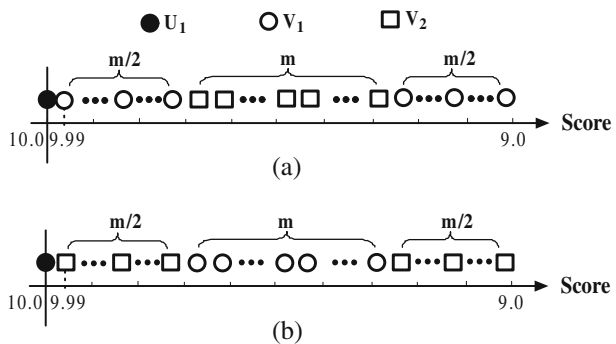 U₁ V₁ V₂
m/2 m m/2
Score
10.0 9.99 9.0
(a)
m/2 m m/2
Score
10.0 9.99 9.0
(b)